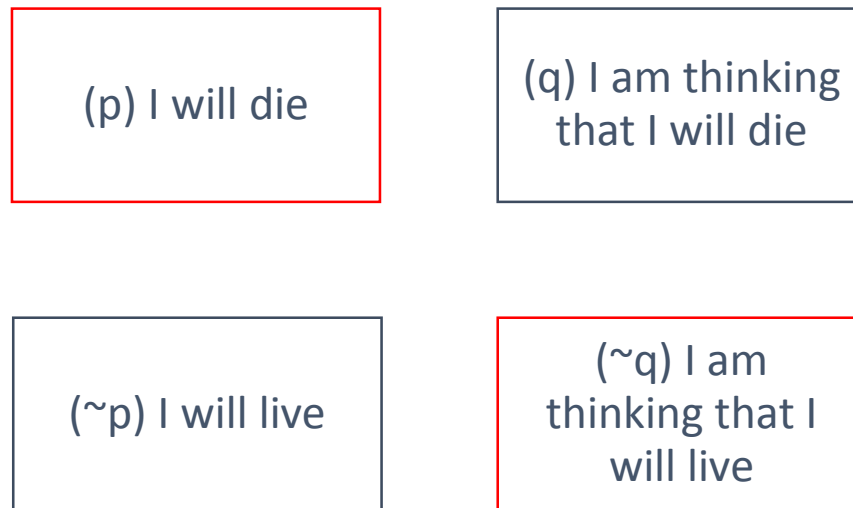 (p) I will die
(q) I am thinking
that I will die
(~p) I will live
(~q) I am
thinking that I
will live